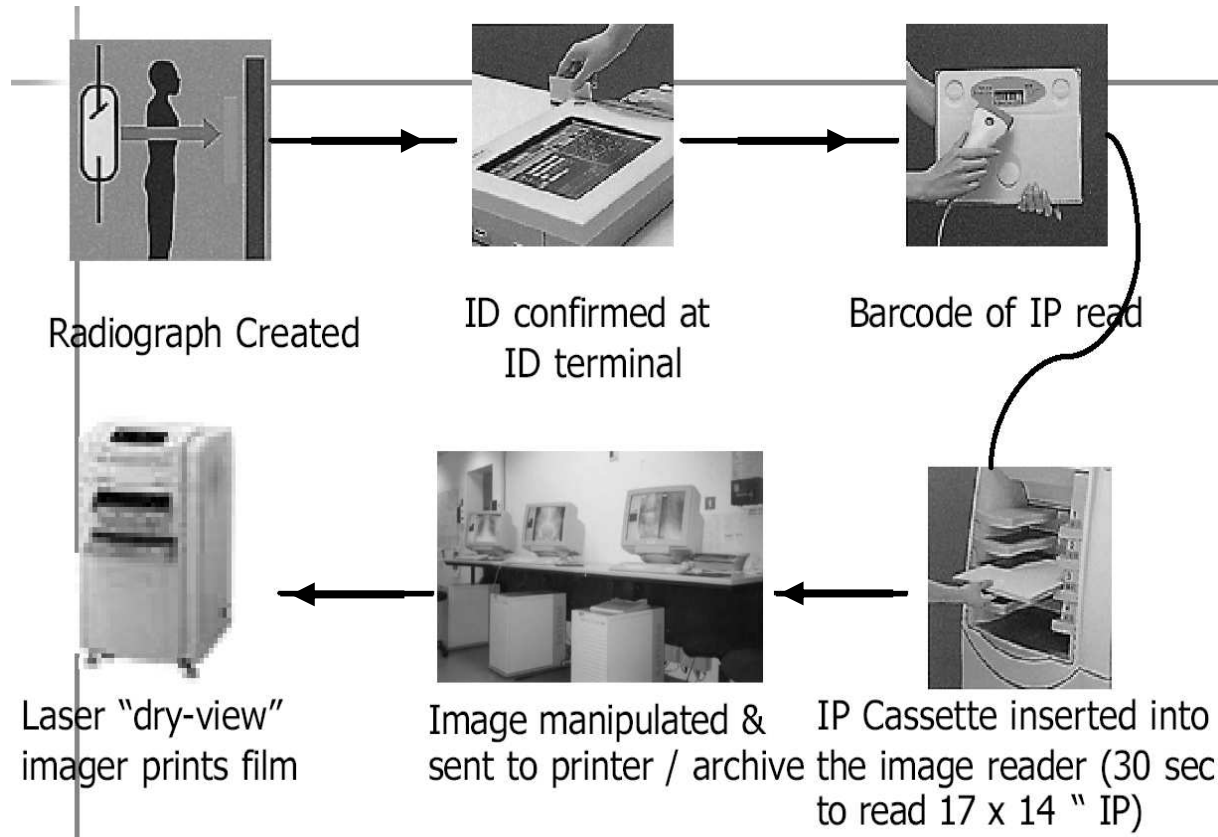 Radiograph Created
ID confirmed at
ID terminal
Barcode of IP read
Laser “dry-view”
imager prints film
Image manipulated &
sent to printer / archive
IP Cassette inserted into
the image reader (30 sec
to read 17 x 14 “ IP)